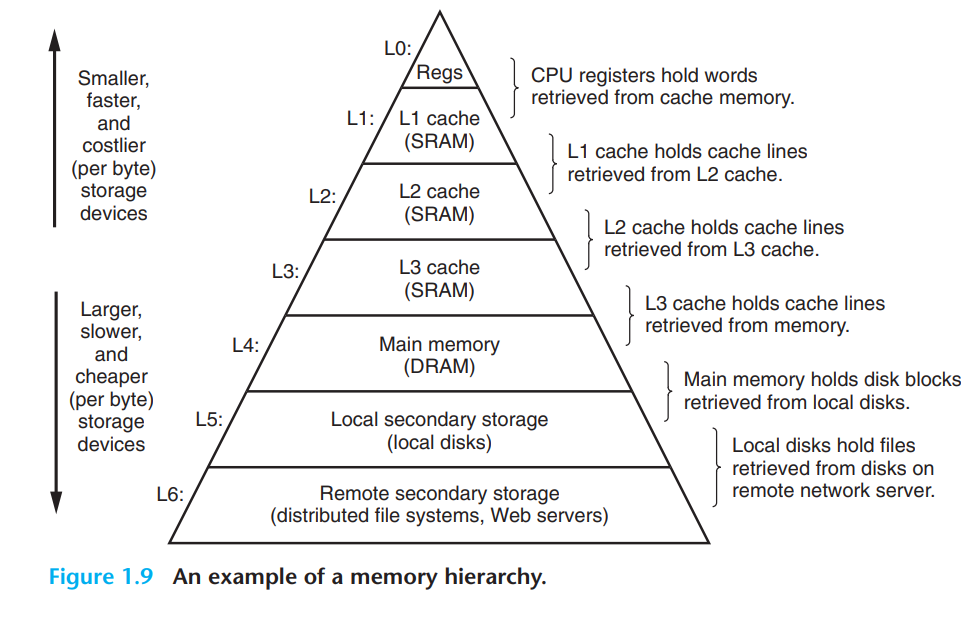 L0:
Regs
CPU registers hold words
retrieved from cache memory.
Smaller,
faster,
and
costlier
(per byte)
storage
devices
L1:
L1 cache
(SRAM)
L1 cache holds cache lines
retrieved from L2 cache.
L2:
L2 cache
(SRAM)
L2 cache holds cache lines
retrieved from L3 cache.
L3:
L3 cache
(SRAM)
L3 cache holds cache lines
retrieved from memory.
Larger,
slower,
and
cheaper
(per byte)
storage
devices
L4:
Main memory
(DRAM)
Main memory holds disk blocks
retrieved from local disks.
L5:
Local secondary storage
(local disks)
Local disks hold files
retrieved from disks on
remote network server.
L6:
Remote secondary storage
(distributed file systems, Web servers)
Figure 1.9 An example of a memory hierarchy.